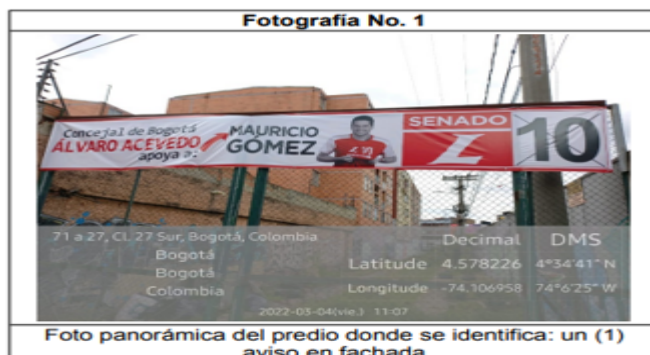 Fotografía No. 1
Concejal de Bogotá
ÁLVARO ACEVEDO
apoya a:
MAURICIO
GÓMEZ
SENADO
L
10
71 a 27, CL 27 Sur, Bogotá, Colombia
Bogotá
Bogotá
Colombia
Decimal DMS
Latitude 4.578226 4°34'41" N
Longitude -74.106958 74°6'25" W
2022-03-04(vie.) 11:07
Foto panorámica del predio donde se identifica: un (1)
aviso en fachada